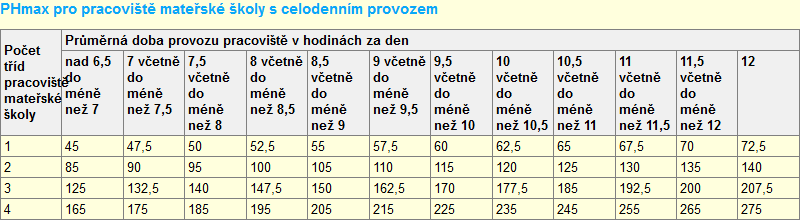 PHmax pro pracoviště mateřské školy s celodenním provozem
Počet tříd pracoviště mateřské školy
Průměrná doba provozu pracoviště v hodinách za den
nad 6,5 do méně než 7 | 7 včetně do méně než 7,5 | 7,5 včetně do méně než 8 | 8 včetně do méně než 8,5 | 8,5 včetně do méně než 9 | 9 včetně do méně než 9,5 | 9,5 včetně do méně než 10 | 10 včetně do méně než 10,5 | 10,5 včetně do méně než 11 | 11 včetně do méně než 11,5 | 11,5 včetně do méně než 12 | 12
1 | 45 | 47,5 | 50 | 52,5 | 55 | 57,5 | 60 | 62,5 | 65 | 67,5 | 70 | 72,5
2 | 85 | 90 | 95 | 100 | 105 | 110 | 115 | 120 | 125 | 130 | 135 | 140
3 | 125 | 132,5 | 140 | 147,5 | 150 | 162,5 | 170 | 177,5 | 185 | 192,5 | 200 | 207,5
4 | 165 | 175 | 185 | 195 | 205 | 215 | 225 | 235 | 245 | 255 | 265 | 275